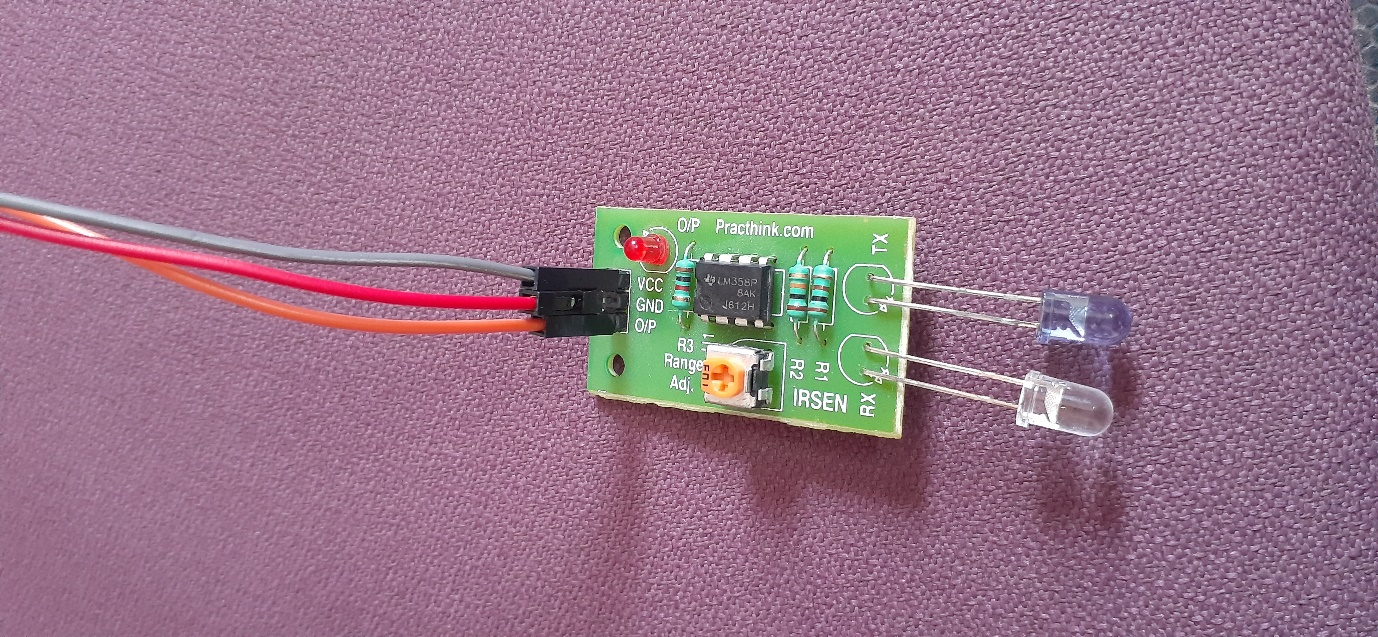 O/P Practhink.com
VCC
GND
O/P
LM358P
8AK
J612H
TX
R3
Range
Adj.
R2
R1
IRSEN
RX